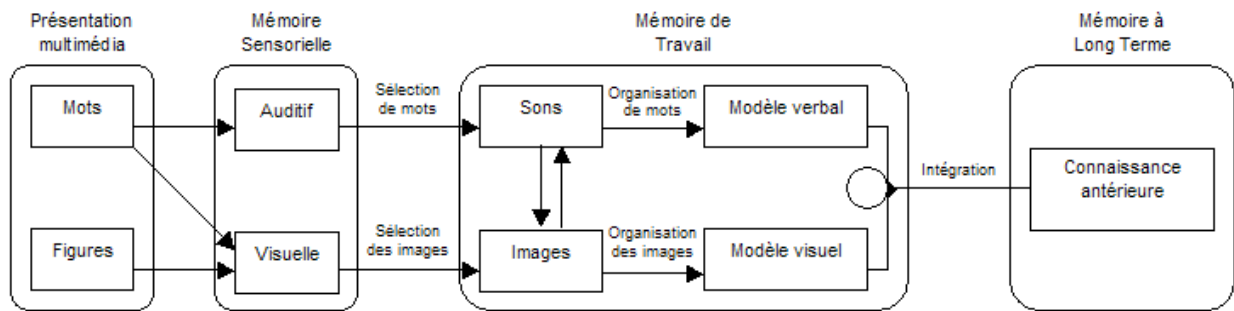 Présentation
multimédia
Mémoire
Sensorielle
Mémoire de
Travail
Mémoire à
Long Terme
Mots
Auditif
Sélection
de mots
Sons
Organisation
de mots
Modèle verbal
Intégration
Connaissance
antérieure
Figures
Visuelle
Sélection
des images
Images
Organisation
des images
Modèle visuel